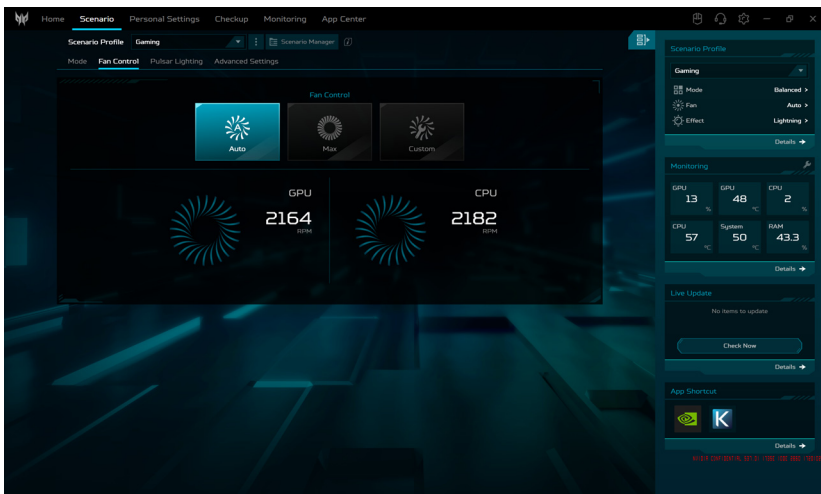 Home Scenario Personal Settings Checkup Monitoring App Center
Scenario Profile Gaming Scenario Manager
Mode Fan Control Pulsar Lighting Advanced Settings
Fan Control
Auto Max Custom
GPU
2164
RPM
CPU
2182
RPM
Scenario Profile
Gaming
Mode Balanced >
Fan Auto >
Effect Lightning >
Details →
Monitoring
GPU GPU CPU
13 % 48 °C 2 %
CPU System RAM
57 °C 50 °C 43.3 %
Details →
Live Update
No items to update
Check Now
Details →
App Shortcut
K
Details →